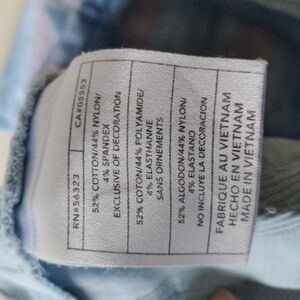 RN#56323 CA#05553
52% COTTON/44% NYLON/
4% SPANDEX
EXCLUSIVE OF DECORATION
52% COTON/44% POLYAMIDE/
4% ELASTHANNE
SANS ORNEMENTS
52% ALGODON/44% NYLON/
4% ELASTANO
NO INCLUYE LA DECORACION
FABRIQUE AU VIETNAM
HECHO EN VIETNAM
MADE IN VIETNAM